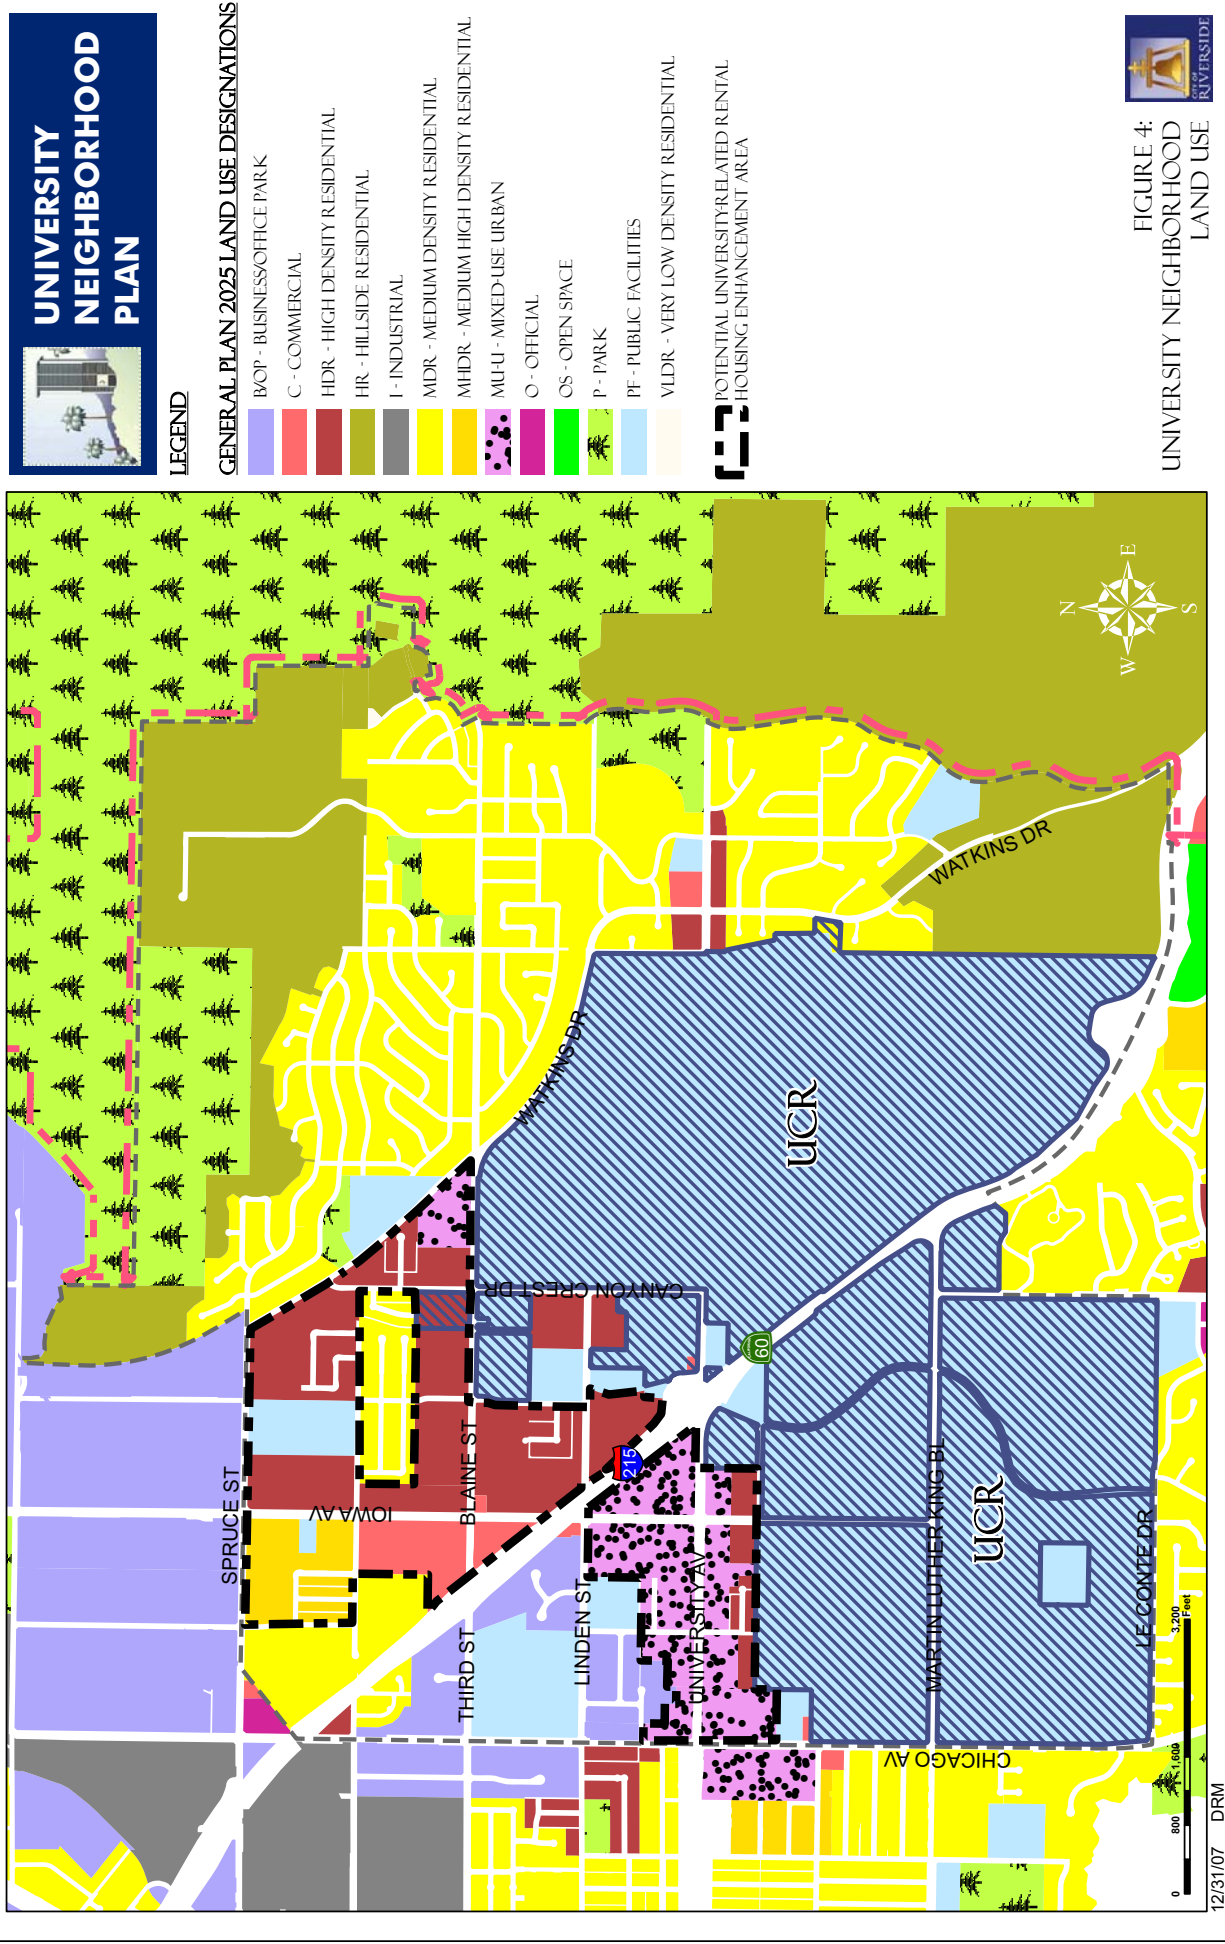 UNIVERSITY
NEIGHBORHOOD
PLAN
LEGEND
GENERAL PLAN 2025 LAND USE DESIGNATIONS
B/OP - BUSINESS/OFFICE PARK
C - COMMERCIAL
HDR - HIGH DENSITY RESIDENTIAL
HR - HILLSIDE RESIDENTIAL
I - INDUSTRIAL
MDR - MEDIUM DENSITY RESIDENTIAL
MHDR - MEDIUM HIGH DENSITY RESIDENTIAL
MU-U - MIXED-USE URBAN
O - OFFICIAL
OS - OPEN SPACE
P - PARK
PF - PUBLIC FACILITIES
VLDR - VERY LOW DENSITY RESIDENTIAL
POTENTIAL UNIVERSITY-RELATED RENTAL
HOUSING ENHANCEMENT AREA
CITY OF
RIVERSIDE
FIGURE 4:
UNIVERSITY NEIGHBORHOOD
LAND USE
SPRUCE ST
IOWA AV
BLAINE ST
THIRD ST
LINDEN ST
UNIVERSITY AV
CANYON CREST DR
WATKINS DR
WATKINS DR
UCR
UCR
215
60
MARTIN LUTHER KING BL
LE CONTE DR
CHICAGO AV
N
W
E
S
0 800 1,600 3,200
Feet
12/31/07 DRM